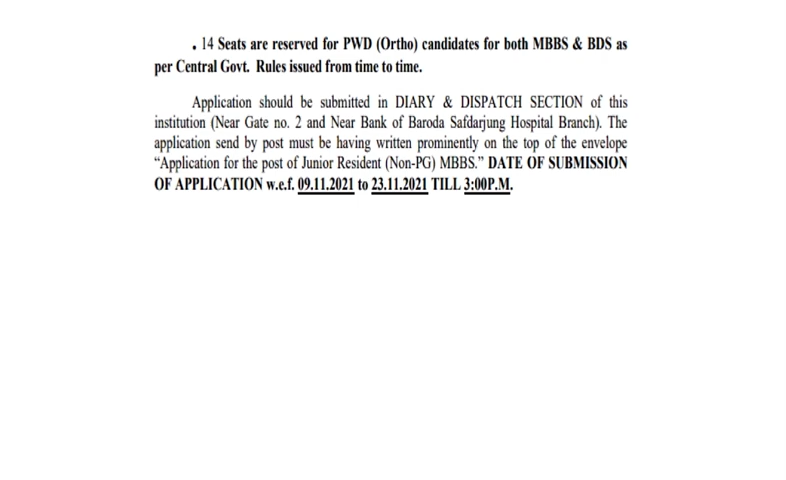 . 14 Seats are reserved for PWD (Ortho) candidates for both MBBS & BDS as
per Central Govt. Rules issued from time to time.
Application should be submitted in DIARY & DISPATCH SECTION of this
institution (Near Gate no. 2 and Near Bank of Baroda Safdarjung Hospital Branch). The
application send by post must be having written prominently on the top of the envelope
“Application for the post of Junior Resident (Non-PG) MBBS.” DATE OF SUBMISSION
OF APPLICATION w.e.f. 09.11.2021 to 23.11.2021 TILL 3:00P.M.